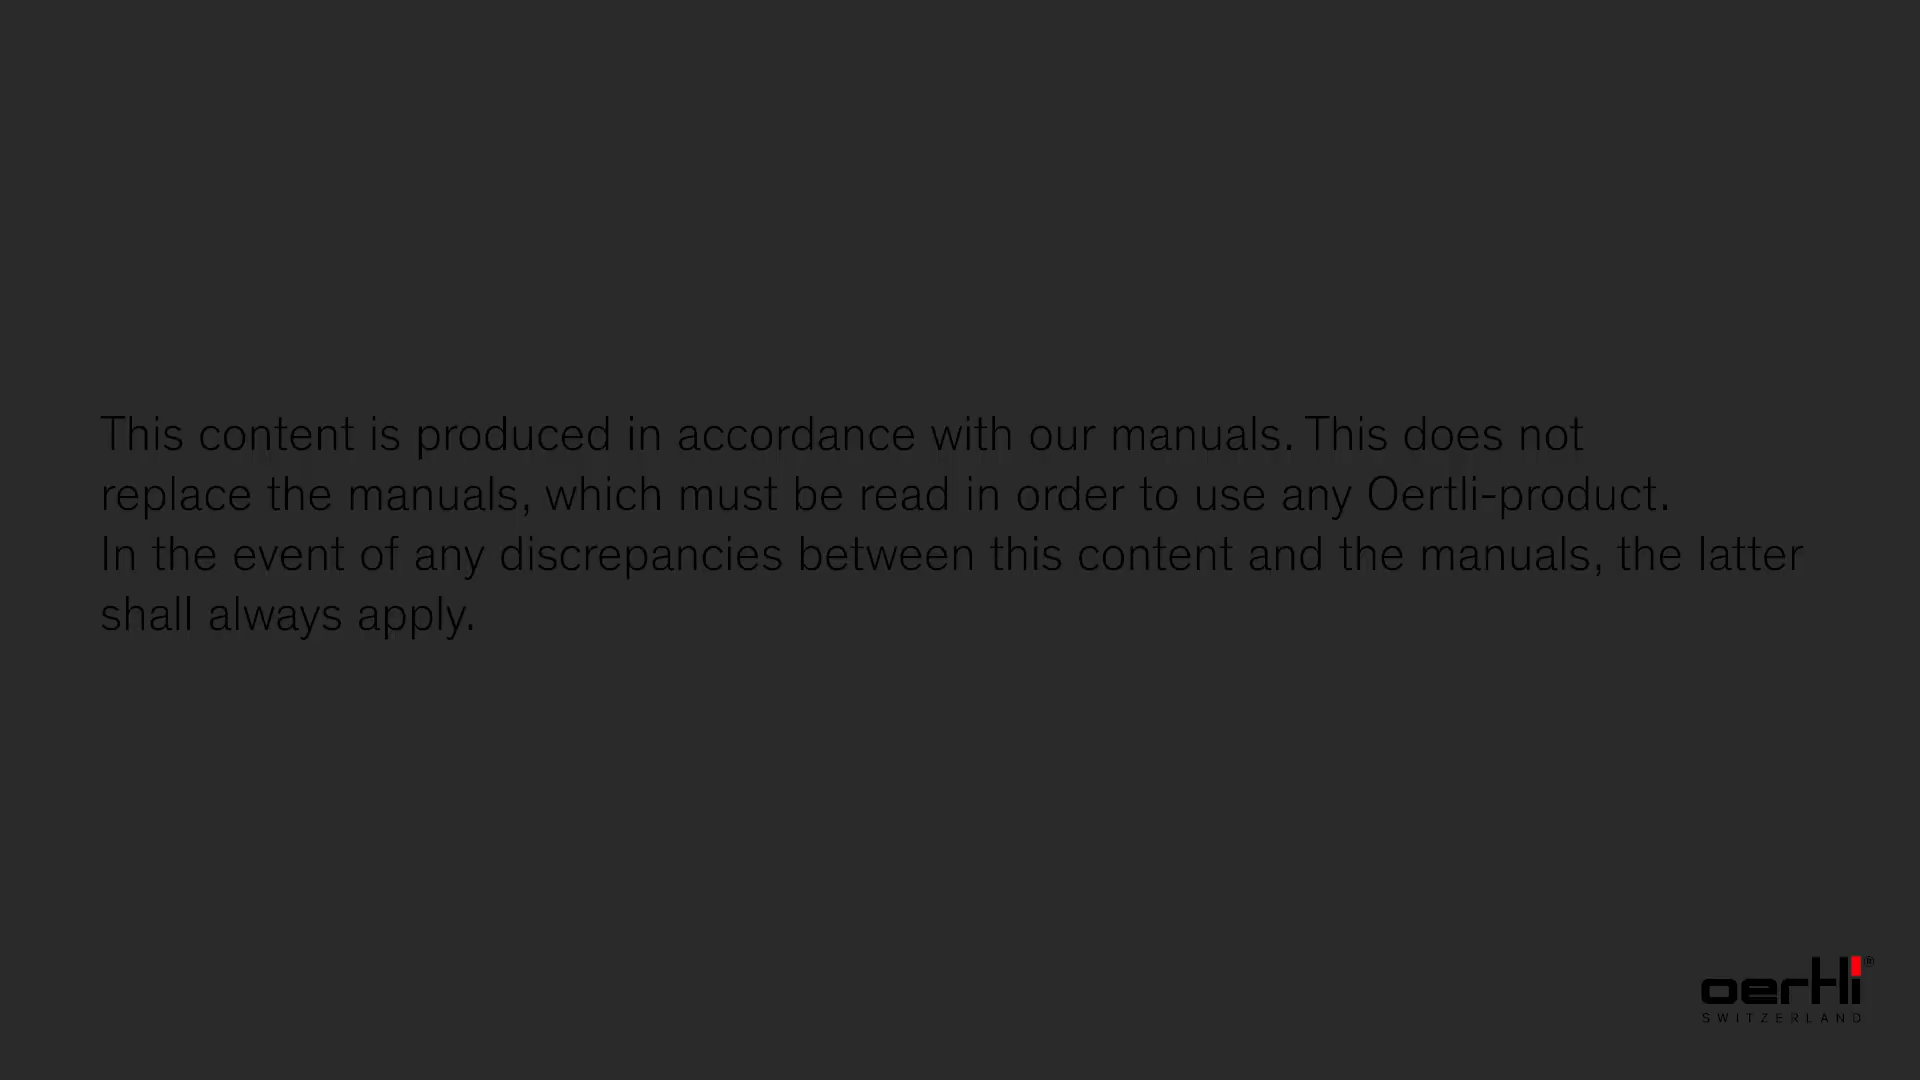 This content is produced in accordance with our manuals. This does not
replace the manuals, which must be read in order to use any Oertli-product.
In the event of any discrepancies between this content and the manuals, the latter
shall always apply.
oertli®
SWITZERLAND